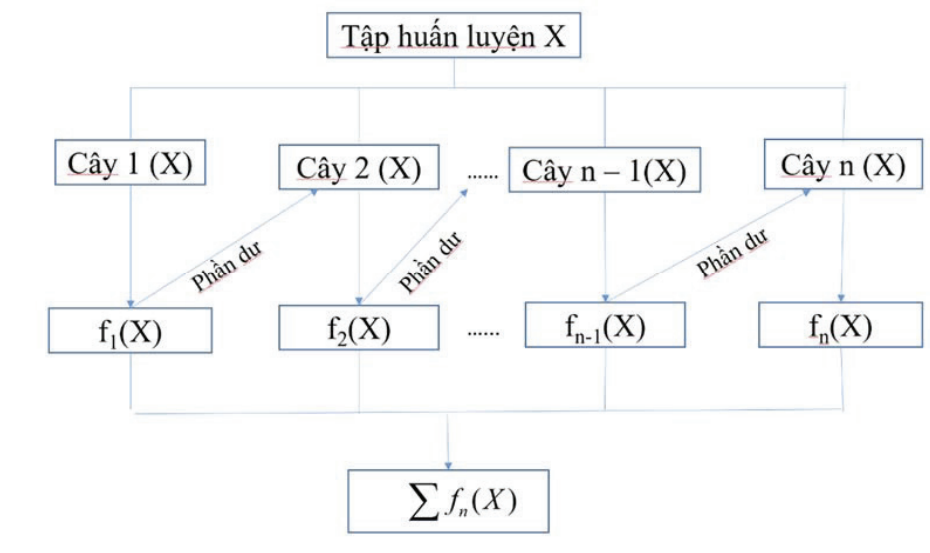 Tập huấn luyện X
Cây 1 (X)
Cây 2 (X)
......
Cây n – 1(X)
Cây n (X)
Phần dư
Phần dư
Phần dư
f₁(X)
f₂(X)
......
fₙ₋₁(X)
fₙ(X)
∑ fₙ(X)